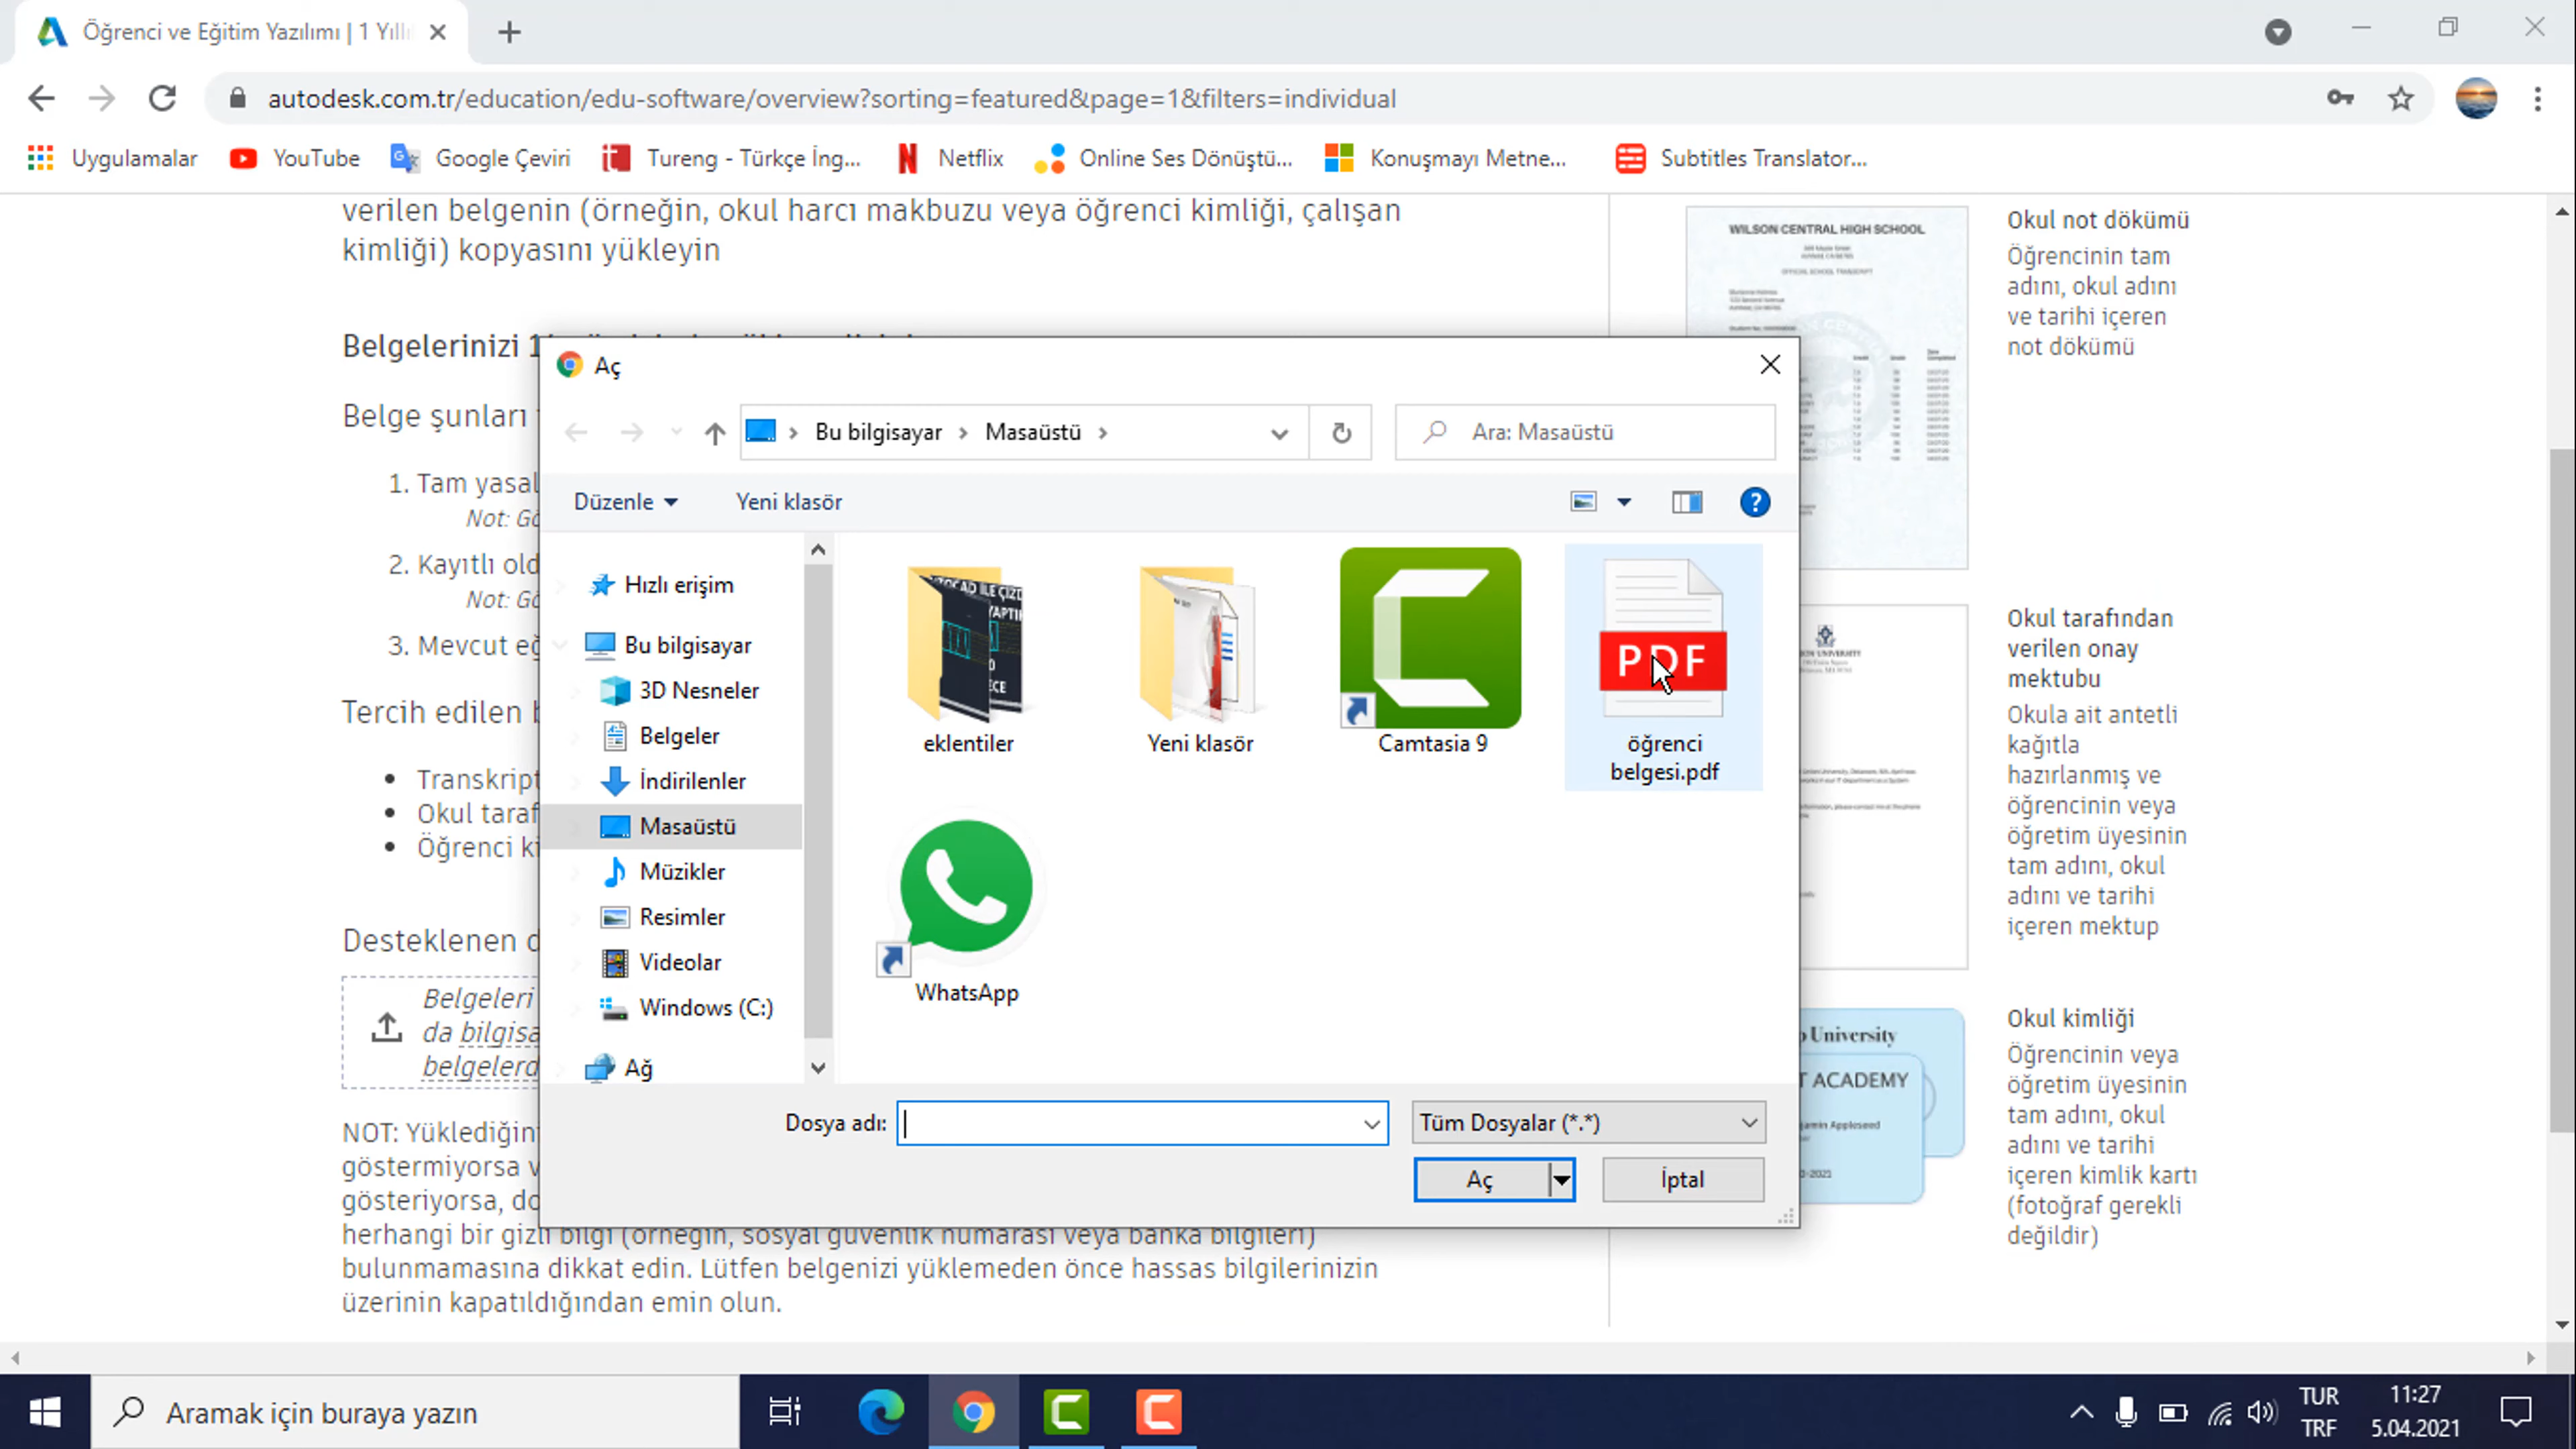 Öğrenci ve Eğitim Yazılımı | 1 Yıllı
autodesk.com.tr/education/edu-software/overview?sorting=featured&page=1&filters=individual
Uygulamalar
YouTube
Google Çeviri
Tureng - Türkçe İng...
Netflix
Online Ses Dönüştü...
Konuşmayı Metne...
Subtitles Translator...
verilen belgenin (örneğin, okul harcı makbuzu veya öğrenci kimliği, çalışan
kimliği) kopyasını yükleyin
Belgelerinizi
Belge şunları
1. Tam yasal
Not:
2. Kayıtlı
Not:
3. Mevcut
Tercih edilen
• Transkript
• Okul
• Öğrenci
Desteklenen
Belgeleri
da
NOT:
göstermiyorsa
gösteriyorsa,
herhangi bir gizli bilgi (örneğin, sosyal güvenlik numarası veya banka bilgileri)
bulunmamasına dikkat edin. Lütfen belgenizi yüklemeden önce hassas bilgilerinizin
üzerinin kapatıldığından emin olun.
Aç
Bu bilgisayar
Masaüstü
Ara: Masaüstü
Düzenle
Yeni klasör
Hızlı erişim
Bu bilgisayar
3D Nesneler
Belgeler
İndirilenler
Masaüstü
Müzikler
Resimler
Videolar
Windows (C:)
Ağ
eklentiler
Yeni klasör
Camtasia 9
PDF
öğrenci
belgesi.pdf
WhatsApp
Dosya adı:
Tüm Dosyalar (*.*)
Aç
İptal
WILSON CENTRAL HIGH SCHOOL
OFFICIAL SCHOOL TRANSCRIPT
Okul not dökümü
Öğrencinin tam
adını, okul adını
ve tarihi içeren
not dökümü
UNIVERSITY
Okul tarafından
verilen onay
mektubu
Okula ait antetli
kağıtla
hazırlanmış ve
öğrencinin veya
öğretim üyesinin
tam adını, okul
adını ve tarihi
içeren mektup
University
ACADEMY
Appleseed
-2021
Okul kimliği
Öğrencinin veya
öğretim üyesinin
tam adını, okul
adını ve tarihi
içeren kimlik kartı
(fotoğraf gerekli
değildir)
Aramak için buraya yazın
TUR
TRF
11:27
5.04.2021